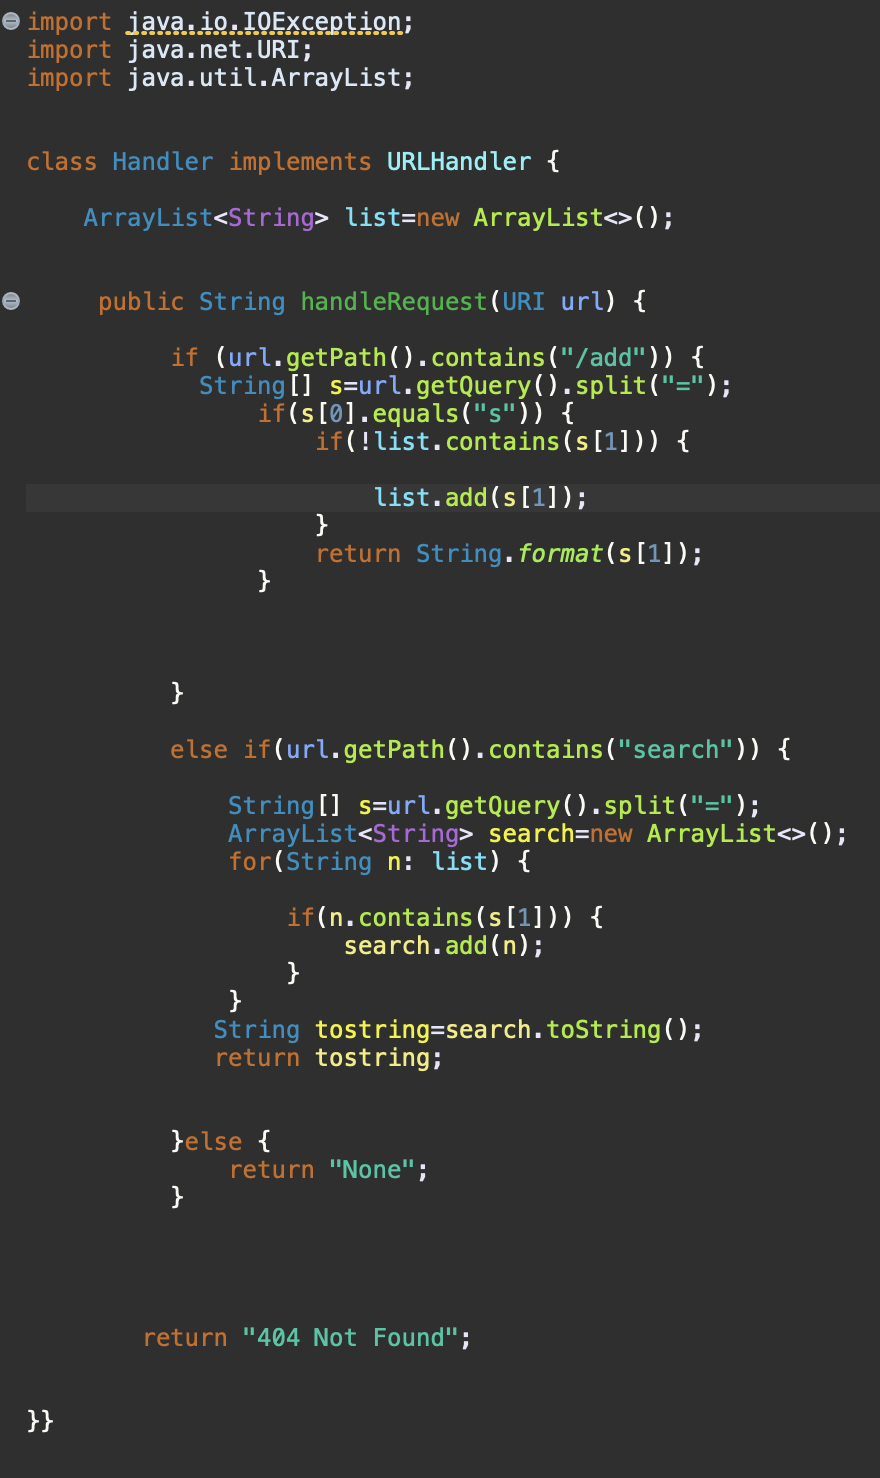 import java.io.IOException;
import java.net.URI;
import java.util.ArrayList;
class Handler implements URLHandler {
ArrayList<String> list=new ArrayList<>();
public String handleRequest(URI url) {
if (url.getPath().contains("/add")) {
String[] s=url.getQuery().split("=");
if(s[0].equals("s")) {
if(!list.contains(s[1])) {
list.add(s[1]);
}
return String.format(s[1]);
}
}
else if(url.getPath().contains("search")) {
String[] s=url.getQuery().split("=");
ArrayList<String> search=new ArrayList<>();
for(String n: list) {
if(n.contains(s[1])) {
search.add(n);
}
}
String tostring=search.toString();
return tostring;
}else {
return "None";
}
return "404 Not Found";
}}